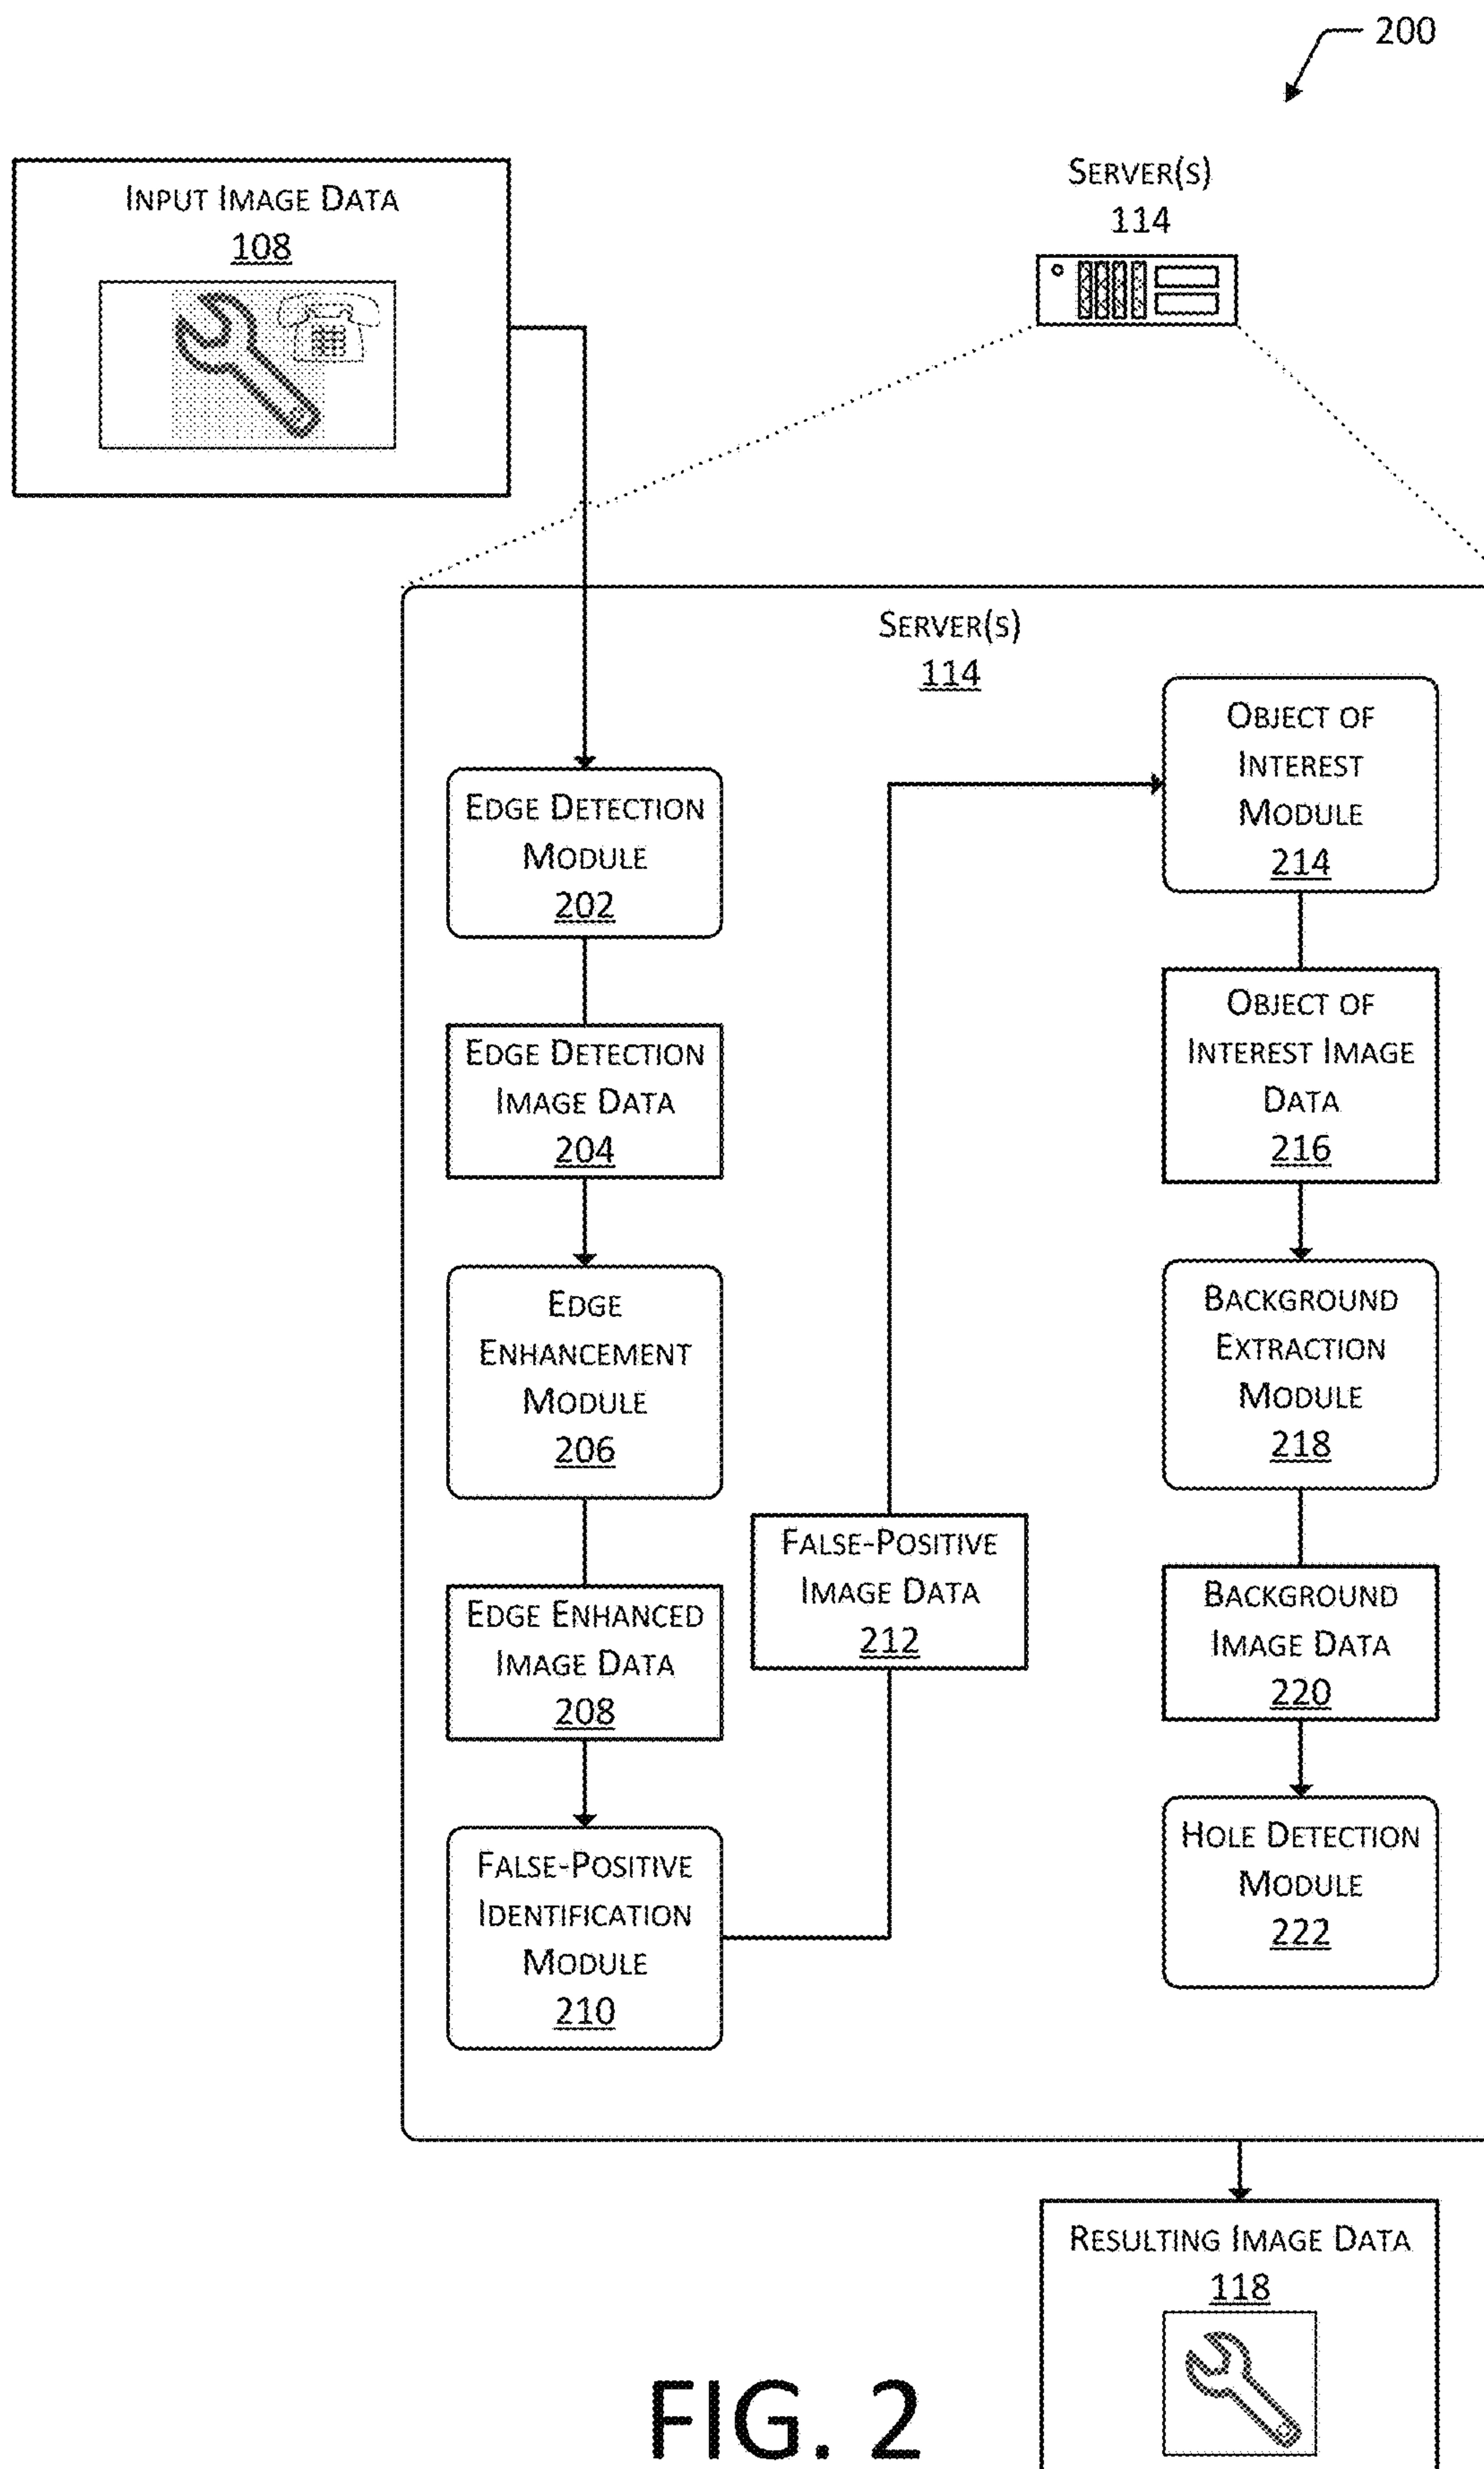 200
INPUT IMAGE DATA
108
SERVER(S)
114
SERVER(S)
114
EDGE DETECTION
MODULE
202
EDGE DETECTION
IMAGE DATA
204
EDGE
ENHANCEMENT
MODULE
206
EDGE ENHANCED
IMAGE DATA
208
FALSE-POSITIVE
IDENTIFICATION
MODULE
210
FALSE-POSITIVE
IMAGE DATA
212
OBJECT OF
INTEREST
MODULE
214
OBJECT OF
INTEREST IMAGE
DATA
216
BACKGROUND
EXTRACTION
MODULE
218
BACKGROUND
IMAGE DATA
220
HOLE DETECTION
MODULE
222
RESULTING IMAGE DATA
118
FIG. 2